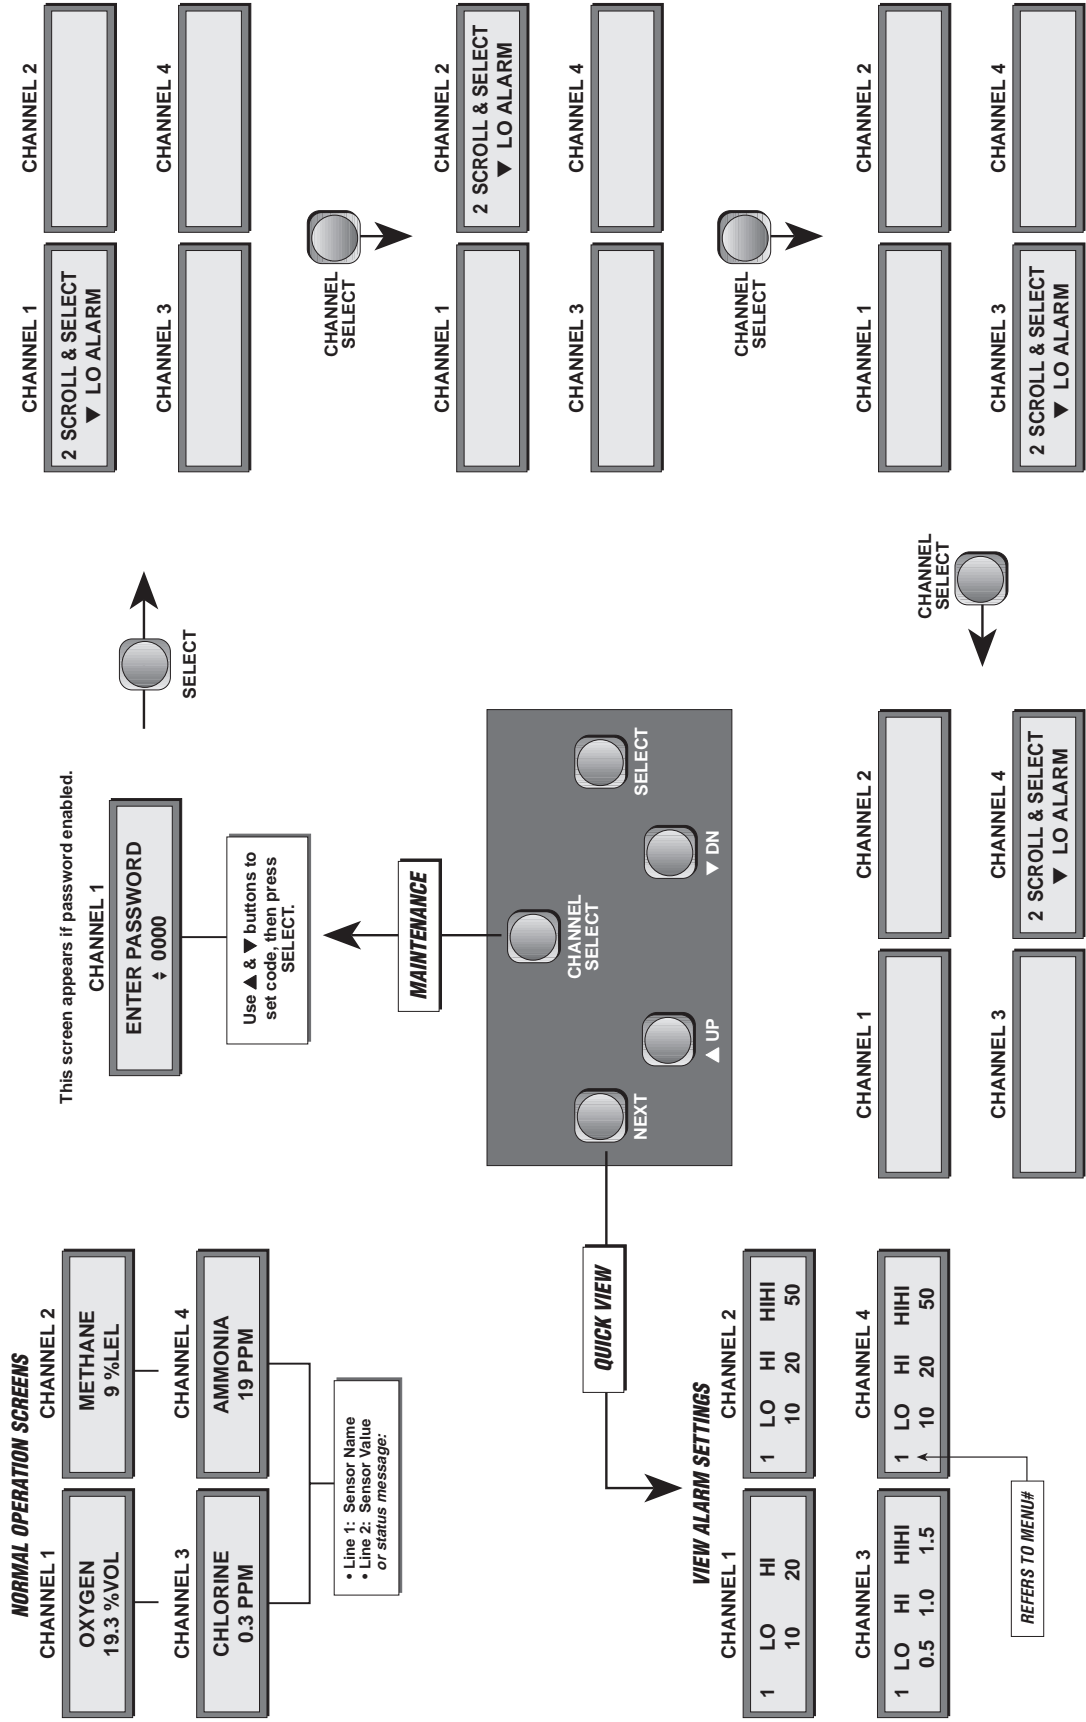 NORMAL OPERATION SCREENS
CHANNEL 1
OXYGEN
19.3 %VOL
CHANNEL 2
METHANE
9 %LEL
CHANNEL 3
CHLORINE
0.3 PPM
CHANNEL 4
AMMONIA
19 PPM
• Line 1: Sensor Name
• Line 2: Sensor Value
or status message:
This screen appears if password enabled.
CHANNEL 1
ENTER PASSWORD
0000
Use ▲ & ▼ buttons to
set code, then press
SELECT.
SELECT
CHANNEL 1
2 SCROLL & SELECT
▼ LO ALARM
CHANNEL 2
CHANNEL 3
CHANNEL 4
CHANNEL
SELECT
CHANNEL 1
CHANNEL 2
2 SCROLL & SELECT
▼ LO ALARM
CHANNEL 3
CHANNEL 4
CHANNEL
SELECT
CHANNEL 1
CHANNEL 2
CHANNEL 3
2 SCROLL & SELECT
▼ LO ALARM
CHANNEL 4
CHANNEL
SELECT
CHANNEL 1
CHANNEL 2
CHANNEL 3
CHANNEL 4
2 SCROLL & SELECT
▼ LO ALARM
MAINTENANCE
CHANNEL
SELECT
NEXT
▲ UP
▼ DN
SELECT
QUICK VIEW
VIEW ALARM SETTINGS
CHANNEL 1
1 LO HI
10 20
CHANNEL 2
1 LO HI HIHI
10 20 50
CHANNEL 3
1 LO HI HIHI
0.5 1.0 1.5
CHANNEL 4
1 LO HI HIHI
10 20 50
REFERS TO MENU#